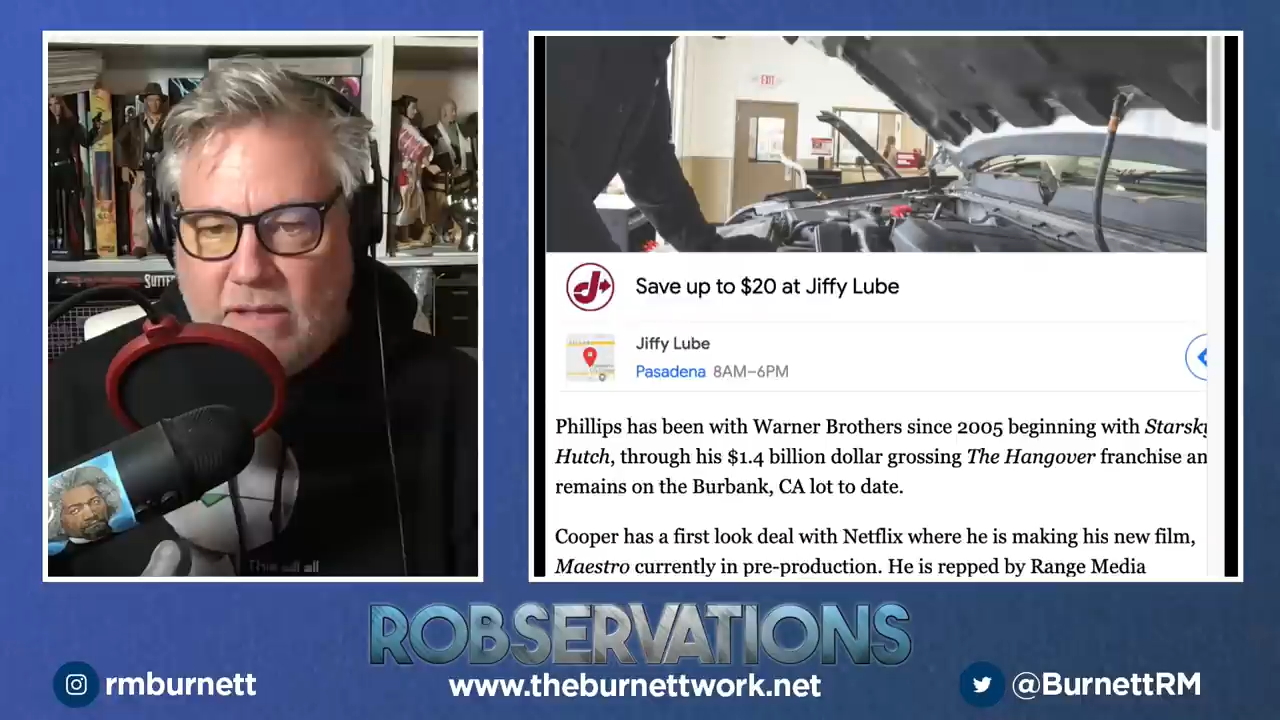 EXIT
Save up to $20 at Jiffy Lube
Jiffy Lube
Pasadena 8AM–6PM
Phillips has been with Warner Brothers since 2005 beginning with Starsky
Hutch, through his $1.4 billion dollar grossing The Hangover franchise an
remains on the Burbank, CA lot to date.
Cooper has a first look deal with Netflix where he is making his new film,
Maestro currently in pre-production. He is repped by Range Media
ROBSERVATIONS
rmburnett
www.theburnettwork.net
@BurnettRM